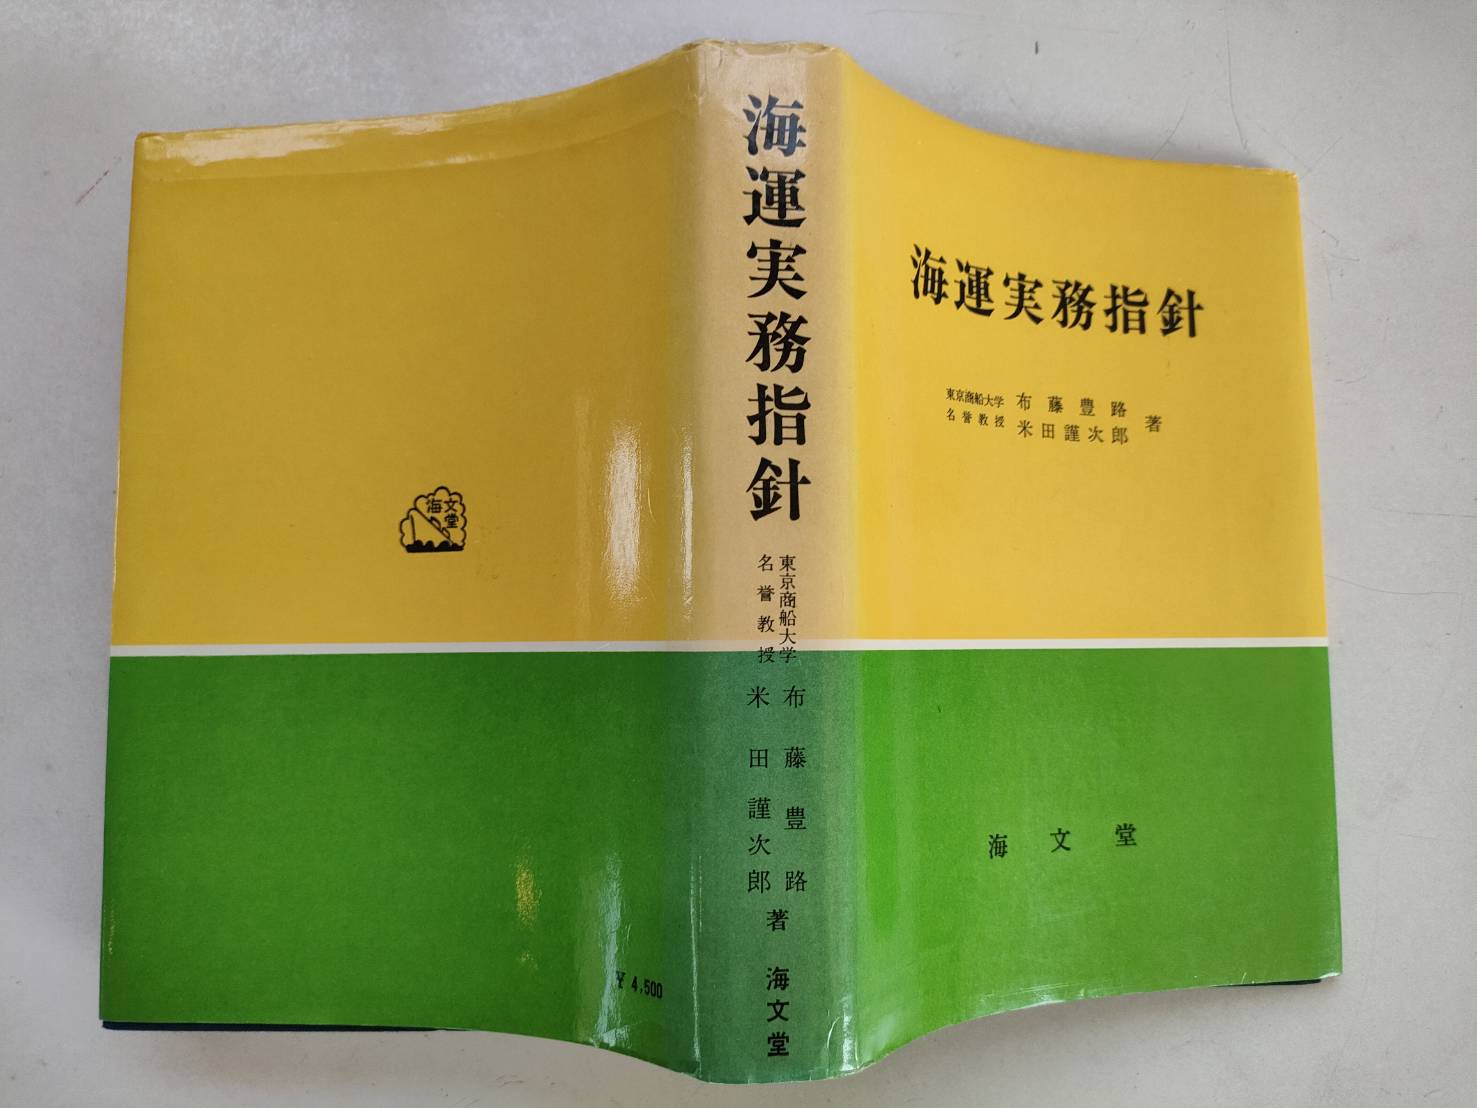 海運実務指針
東京商船大学
名誉教授
布藤豊路
米田謹次郎
著
海文堂
海運実務指針
東京商船大学
名誉教授
布藤豊路
米田謹次郎
著
海文堂
文
海堂
¥4,500